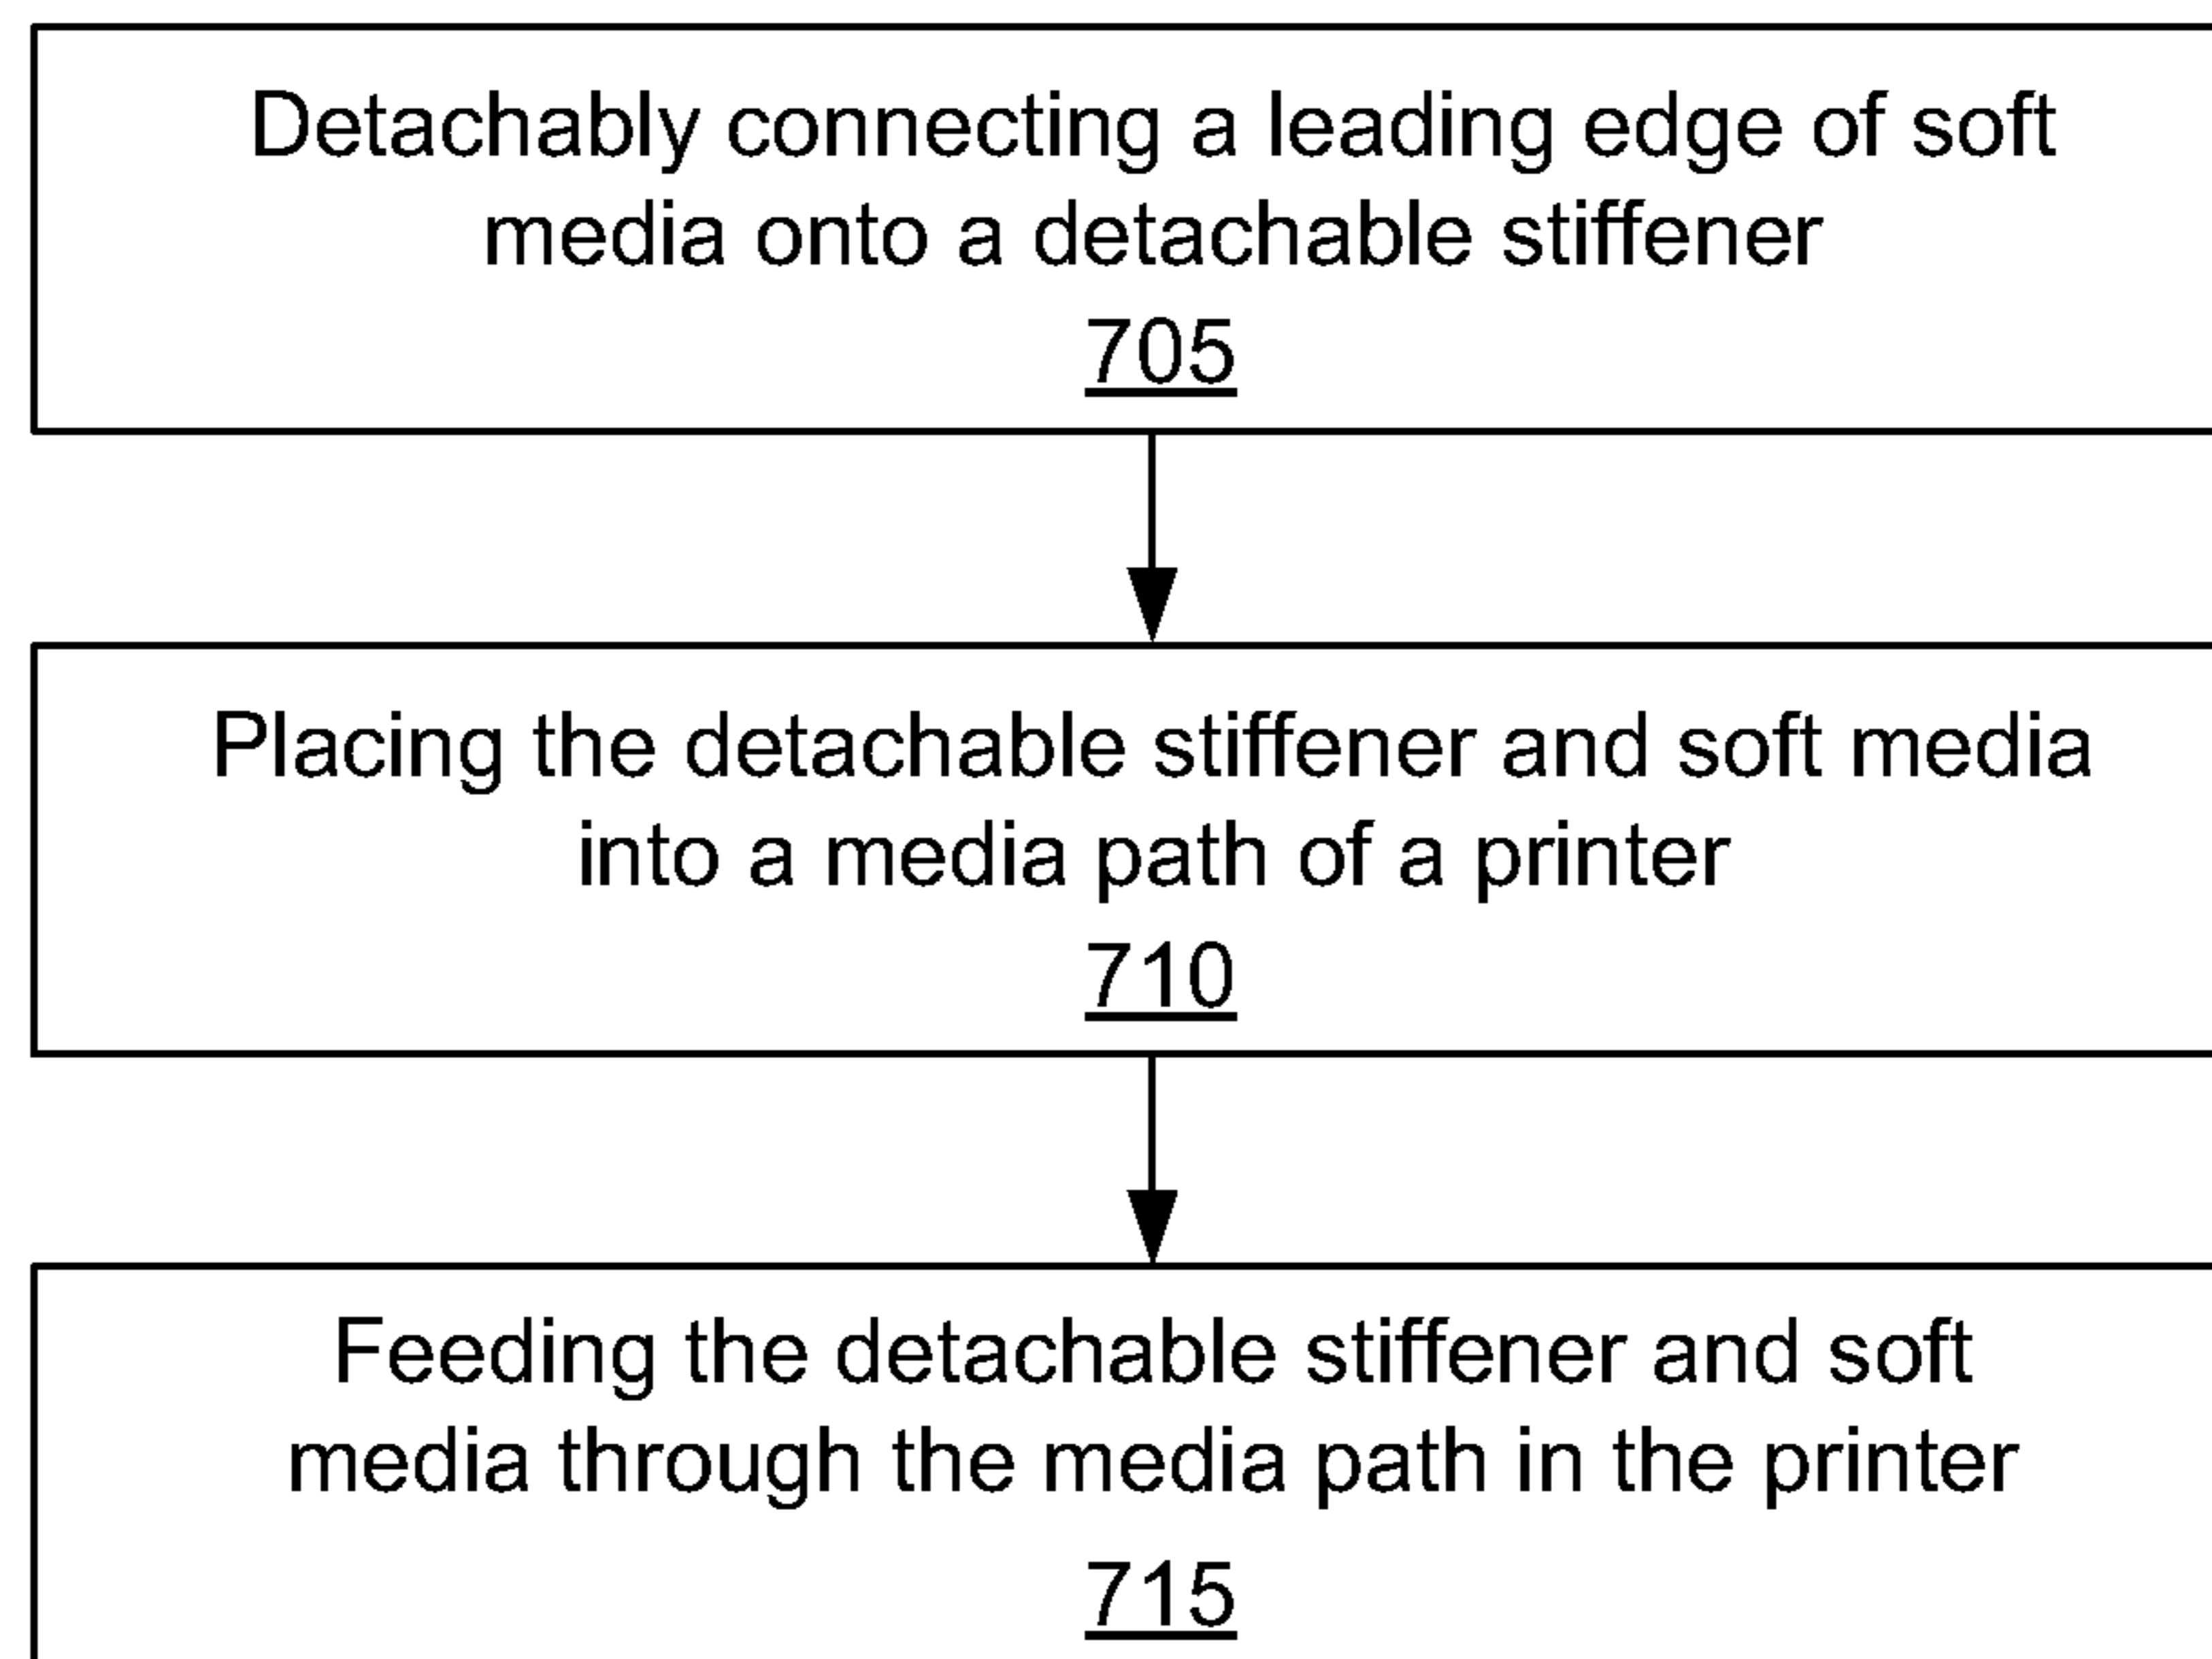 Detachably connecting a leading edge of soft
media onto a detachable stiffener
705
Placing the detachable stiffener and soft media
into a media path of a printer
710
Feeding the detachable stiffener and soft
media through the media path in the printer
715